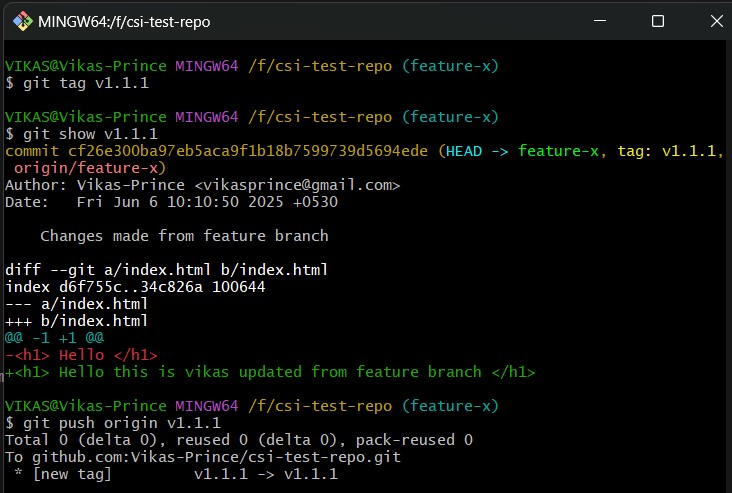 MINGW64:/f/csi-test-repo
VIKAS@Vikas-Prince MINGW64 /f/csi-test-repo (feature-x)
$ git tag v1.1.1
VIKAS@Vikas-Prince MINGW64 /f/csi-test-repo (feature-x)
$ git show v1.1.1
commit cf26e300ba97eb5aca9f1b18b7599739d5694ede (HEAD -> feature-x, tag: v1.1.1,
 origin/feature-x)
Author: Vikas-Prince <vikasprince@gmail.com>
Date:   Fri Jun 6 10:10:50 2025 +0530
    Changes made from feature branch
diff --git a/index.html b/index.html
index d6f755c..34c826a 100644
--- a/index.html
+++ b/index.html
@@ -1 +1 @@
-<h1> Hello </h1>
+<h1> Hello this is vikas updated from feature branch </h1>
VIKAS@Vikas-Prince MINGW64 /f/csi-test-repo (feature-x)
$ git push origin v1.1.1
Total 0 (delta 0), reused 0 (delta 0), pack-reused 0
To github.com:Vikas-Prince/csi-test-repo.git
 * [new tag]         v1.1.1 -> v1.1.1